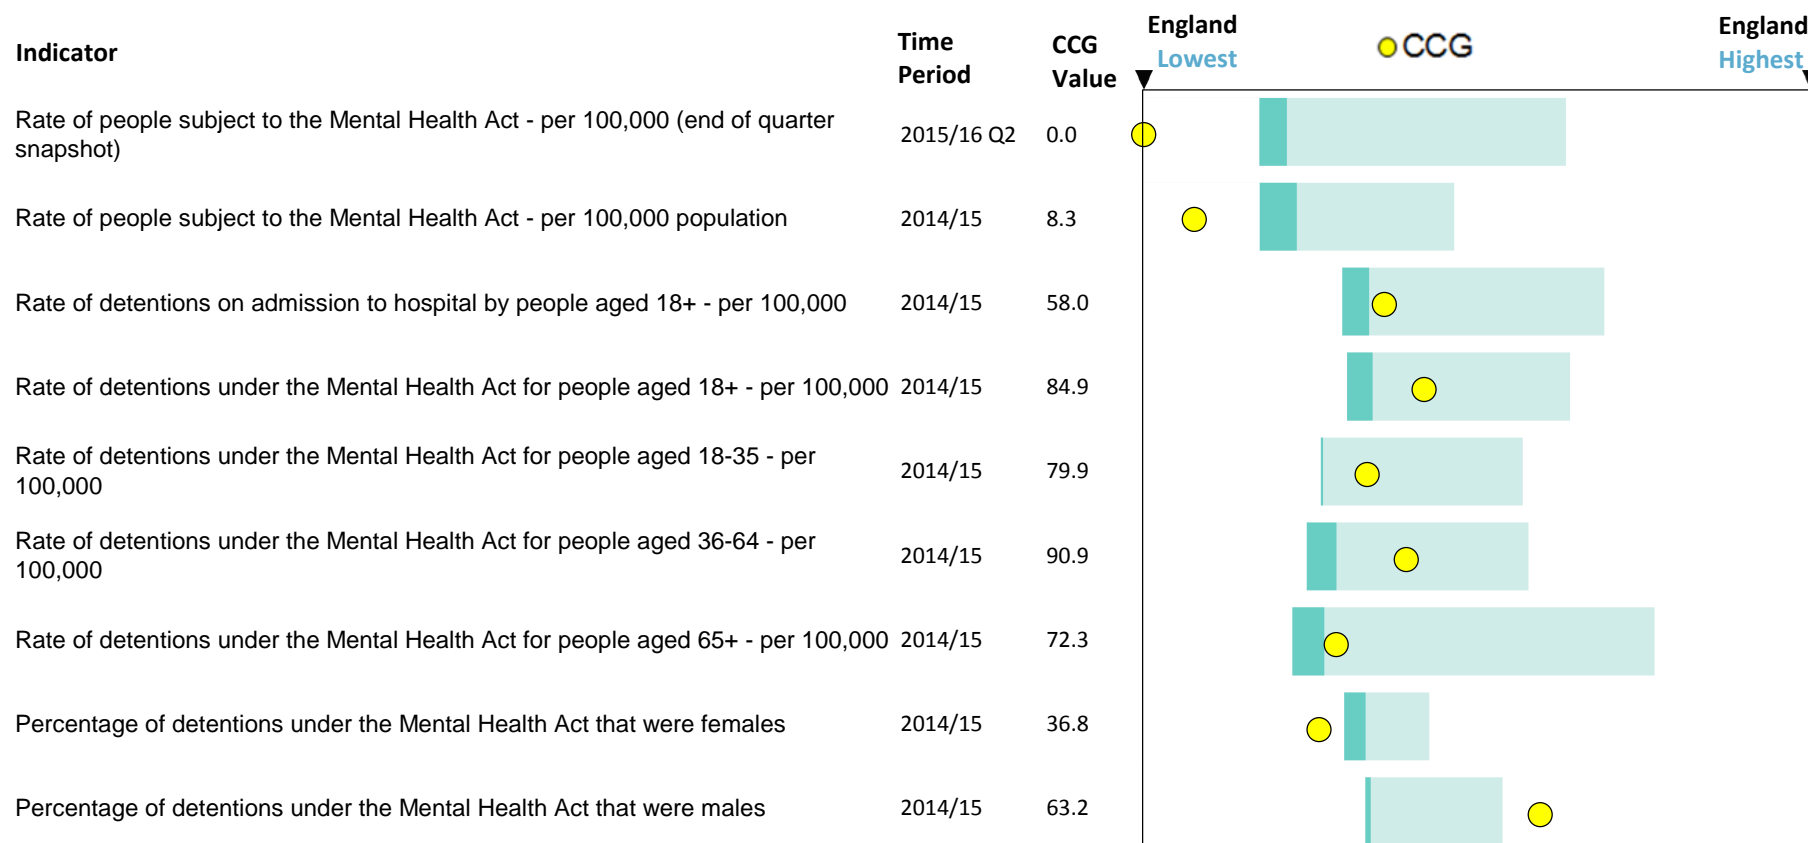 Indicator
Time Period
CCG Value
England Lowest
CCG
England Highest
Rate of people subject to the Mental Health Act - per 100,000 (end of quarter
snapshot)
2015/16 Q2
0.0
Rate of people subject to the Mental Health Act - per 100,000 population
2014/15
8.3
Rate of detentions on admission to hospital by people aged 18+ - per 100,000
2014/15
58.0
Rate of detentions under the Mental Health Act for people aged 18+ - per 100,000
2014/15
84.9
Rate of detentions under the Mental Health Act for people aged 18-35 - per
100,000
2014/15
79.9
Rate of detentions under the Mental Health Act for people aged 36-64 - per
100,000
2014/15
90.9
Rate of detentions under the Mental Health Act for people aged 65+ - per 100,000
2014/15
72.3
Percentage of detentions under the Mental Health Act that were females
2014/15
36.8
Percentage of detentions under the Mental Health Act that were males
2014/15
63.2